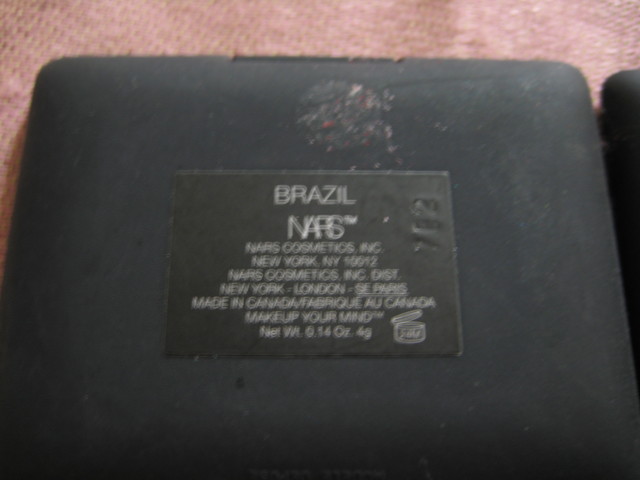 BRAZIL
NARS™
NARS COSMETICS, INC.
NEW YORK, NY 10012
NARS COSMETICS, INC. DIST.
NEW YORK - LONDON - SE PARIS
MADE IN CANADA/FABRIQUE AU CANADA
MAKEUP YOUR MIND™
Net Wt. 0.14 Oz. 4g